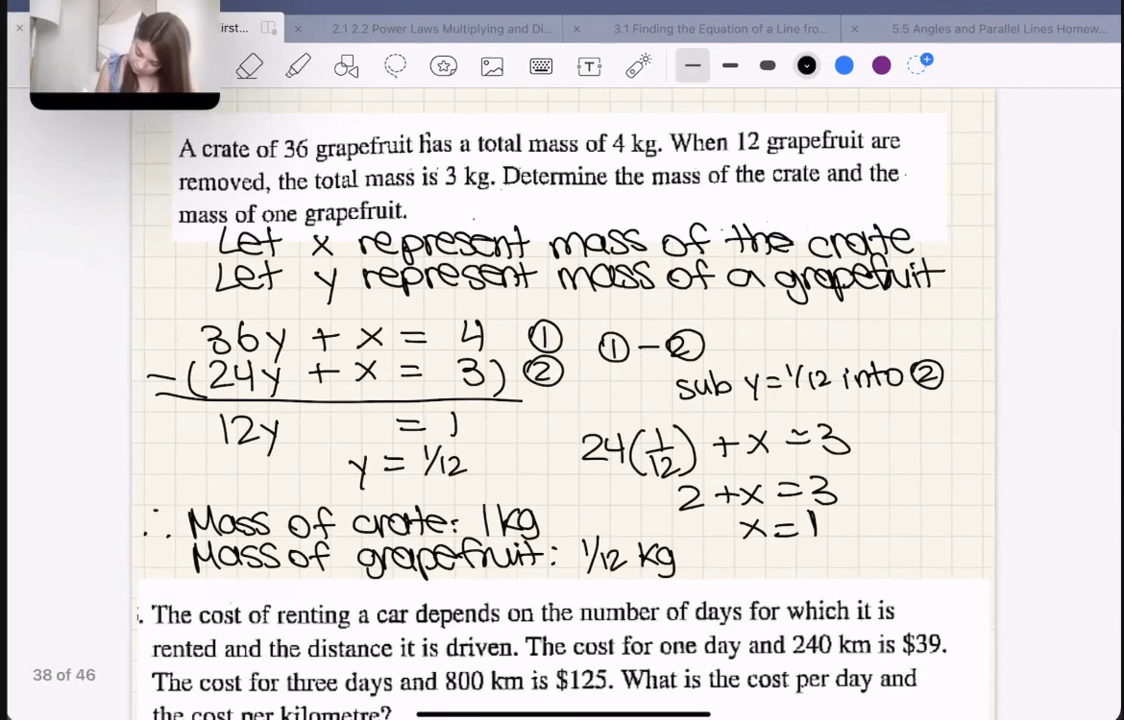 irst...
2.1 2.2 Power Laws Multiplying and Di...
3.1 Finding the Equation of a Line fro...
5.5 Angles and Parallel Lines Homew...
A crate of 36 grapefruit has a total mass of 4 kg. When 12 grapefruit are
removed, the total mass is 3 kg. Determine the mass of the crate and the
mass of one grapefruit.
Let x represent mass of the crate
Let y represent mass of a grapefuit
36y + x = 4 ① ① - ②
-(24y + x = 3) ②
sub y = 1/12 into ②
12y = 1
24(1/12) + x = 3
y = 1/12
2 + x = 3
x = 1
∴ Mass of crate: 1kg
Mass of grapefruit: 1/12 kg
. The cost of renting a car depends on the number of days for which it is
rented and the distance it is driven. The cost for one day and 240 km is $39.
The cost for three days and 800 km is $125. What is the cost per day and
the cost per kilometre?
38 of 46